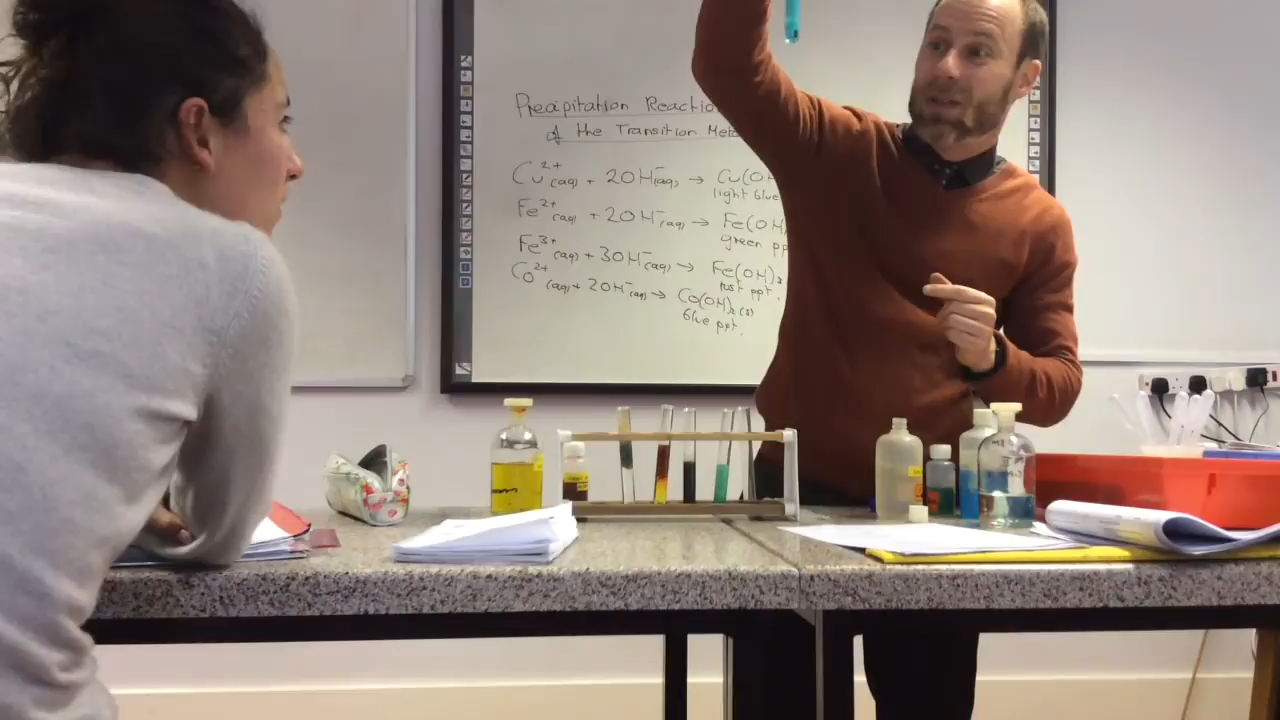 Precipitation Reactio
of the Transition Meta
Cu²⁺(aq) + 2OH⁻(aq) → Cu(OH
light blue
Fe²⁺(aq) + 2OH⁻(aq) → Fe(OH)
green pp
Fe³⁺(aq) + 3OH⁻(aq) → Fe(OH)₃
rust ppt.
Co²⁺(aq) + 2OH⁻(aq) → Co(OH)₂(s)
blue ppt.